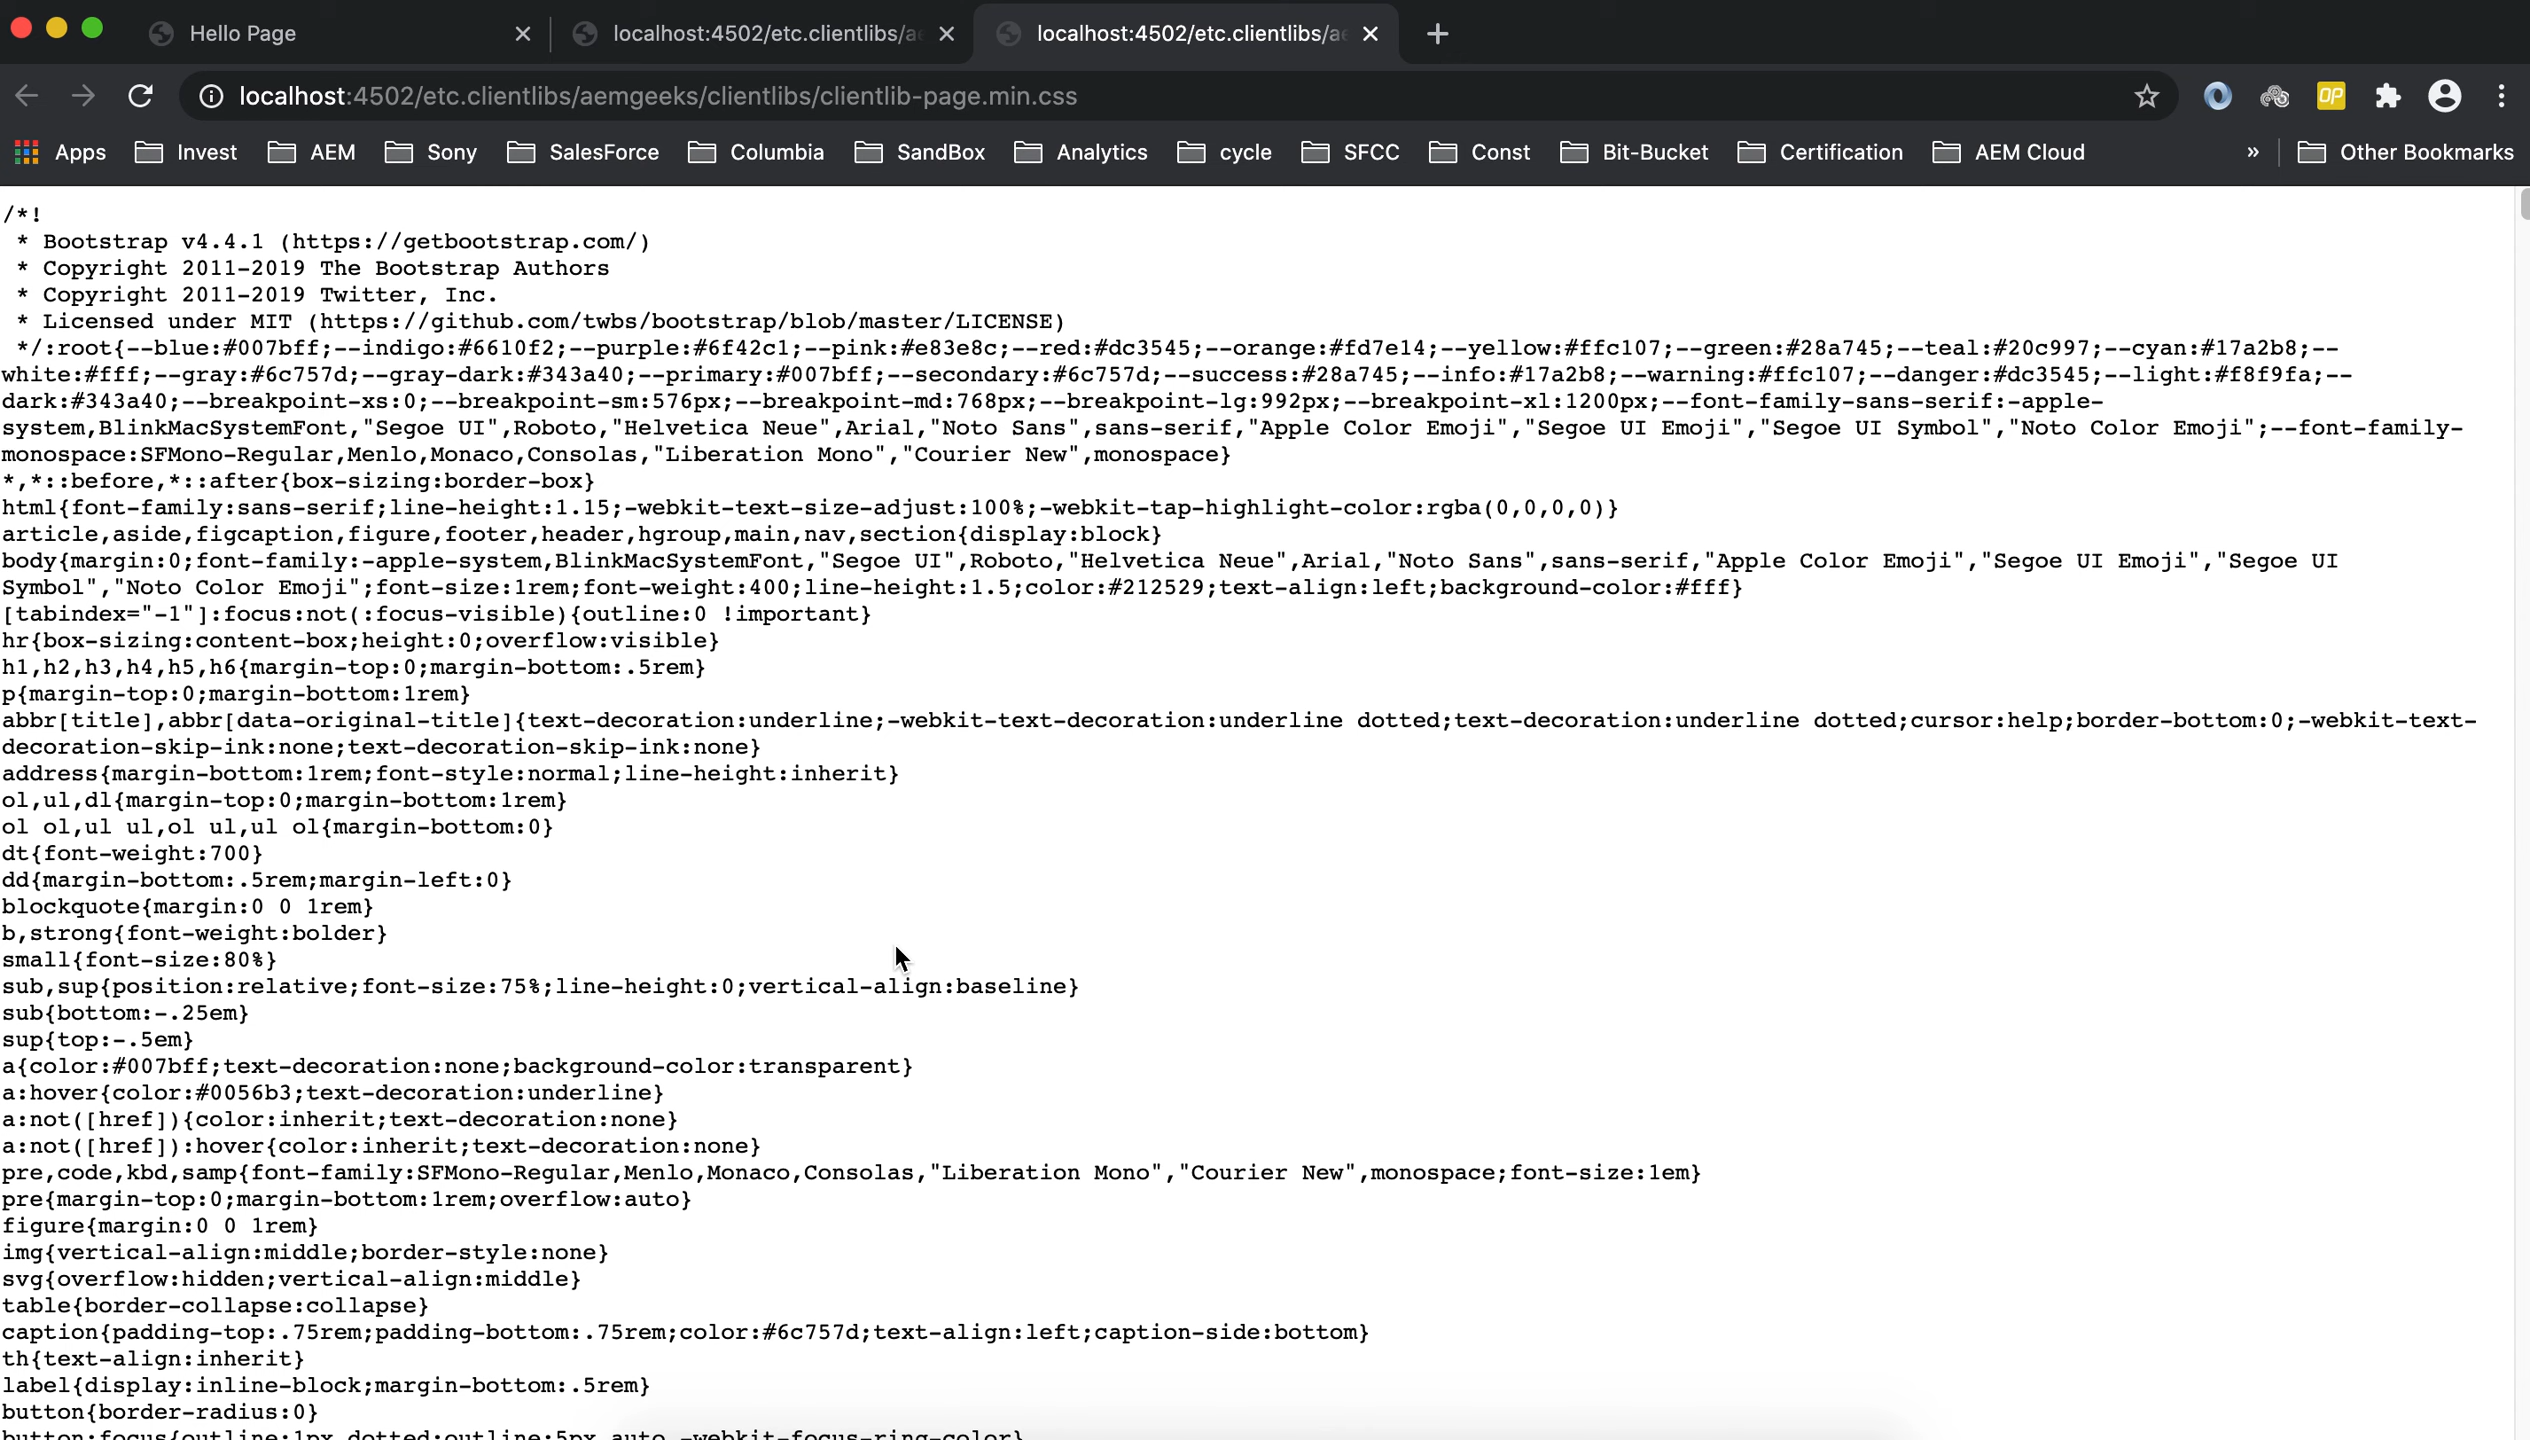 Hello Page
localhost:4502/etc.clientlibs/ae
localhost:4502/etc.clientlibs/ae
localhost:4502/etc.clientlibs/aemgeeks/clientlibs/clientlib-page.min.css
OP
Apps Invest AEM Sony SalesForce Columbia SandBox Analytics cycle SFCC Const Bit-Bucket Certification AEM Cloud » Other Bookmarks
/*!
 * Bootstrap v4.4.1 (https://getbootstrap.com/)
 * Copyright 2011-2019 The Bootstrap Authors
 * Copyright 2011-2019 Twitter, Inc.
 * Licensed under MIT (https://github.com/twbs/bootstrap/blob/master/LICENSE)
 */:root{--blue:#007bff;--indigo:#6610f2;--purple:#6f42c1;--pink:#e83e8c;--red:#dc3545;--orange:#fd7e14;--yellow:#ffc107;--green:#28a745;--teal:#20c997;--cyan:#17a2b8;--
white:#fff;--gray:#6c757d;--gray-dark:#343a40;--primary:#007bff;--secondary:#6c757d;--success:#28a745;--info:#17a2b8;--warning:#ffc107;--danger:#dc3545;--light:#f8f9fa;--
dark:#343a40;--breakpoint-xs:0;--breakpoint-sm:576px;--breakpoint-md:768px;--breakpoint-lg:992px;--breakpoint-xl:1200px;--font-family-sans-serif:-apple-
system,BlinkMacSystemFont,"Segoe UI",Roboto,"Helvetica Neue",Arial,"Noto Sans",sans-serif,"Apple Color Emoji","Segoe UI Emoji","Segoe UI Symbol","Noto Color Emoji";--font-family-
monospace:SFMono-Regular,Menlo,Monaco,Consolas,"Liberation Mono","Courier New",monospace}
*,*::before,*::after{box-sizing:border-box}
html{font-family:sans-serif;line-height:1.15;-webkit-text-size-adjust:100%;-webkit-tap-highlight-color:rgba(0,0,0,0)}
article,aside,figcaption,figure,footer,header,hgroup,main,nav,section{display:block}
body{margin:0;font-family:-apple-system,BlinkMacSystemFont,"Segoe UI",Roboto,"Helvetica Neue",Arial,"Noto Sans",sans-serif,"Apple Color Emoji","Segoe UI Emoji","Segoe UI
Symbol","Noto Color Emoji";font-size:1rem;font-weight:400;line-height:1.5;color:#212529;text-align:left;background-color:#fff}
[tabindex="-1"]:focus:not(:focus-visible){outline:0 !important}
hr{box-sizing:content-box;height:0;overflow:visible}
h1,h2,h3,h4,h5,h6{margin-top:0;margin-bottom:.5rem}
p{margin-top:0;margin-bottom:1rem}
abbr[title],abbr[data-original-title]{text-decoration:underline;-webkit-text-decoration:underline dotted;text-decoration:underline dotted;cursor:help;border-bottom:0;-webkit-text-
decoration-skip-ink:none;text-decoration-skip-ink:none}
address{margin-bottom:1rem;font-style:normal;line-height:inherit}
ol,ul,dl{margin-top:0;margin-bottom:1rem}
ol ol,ul ul,ol ul,ul ol{margin-bottom:0}
dt{font-weight:700}
dd{margin-bottom:.5rem;margin-left:0}
blockquote{margin:0 0 1rem}
b,strong{font-weight:bolder}
small{font-size:80%}
sub,sup{position:relative;font-size:75%;line-height:0;vertical-align:baseline}
sub{bottom:-.25em}
sup{top:-.5em}
a{color:#007bff;text-decoration:none;background-color:transparent}
a:hover{color:#0056b3;text-decoration:underline}
a:not([href]){color:inherit;text-decoration:none}
a:not([href]):hover{color:inherit;text-decoration:none}
pre,code,kbd,samp{font-family:SFMono-Regular,Menlo,Monaco,Consolas,"Liberation Mono","Courier New",monospace;font-size:1em}
pre{margin-top:0;margin-bottom:1rem;overflow:auto}
figure{margin:0 0 1rem}
img{vertical-align:middle;border-style:none}
svg{overflow:hidden;vertical-align:middle}
table{border-collapse:collapse}
caption{padding-top:.75rem;padding-bottom:.75rem;color:#6c757d;text-align:left;caption-side:bottom}
th{text-align:inherit}
label{display:inline-block;margin-bottom:.5rem}
button{border-radius:0}
button:focus{outline:1px dotted;outline:5px auto -webkit-focus-ring-color}